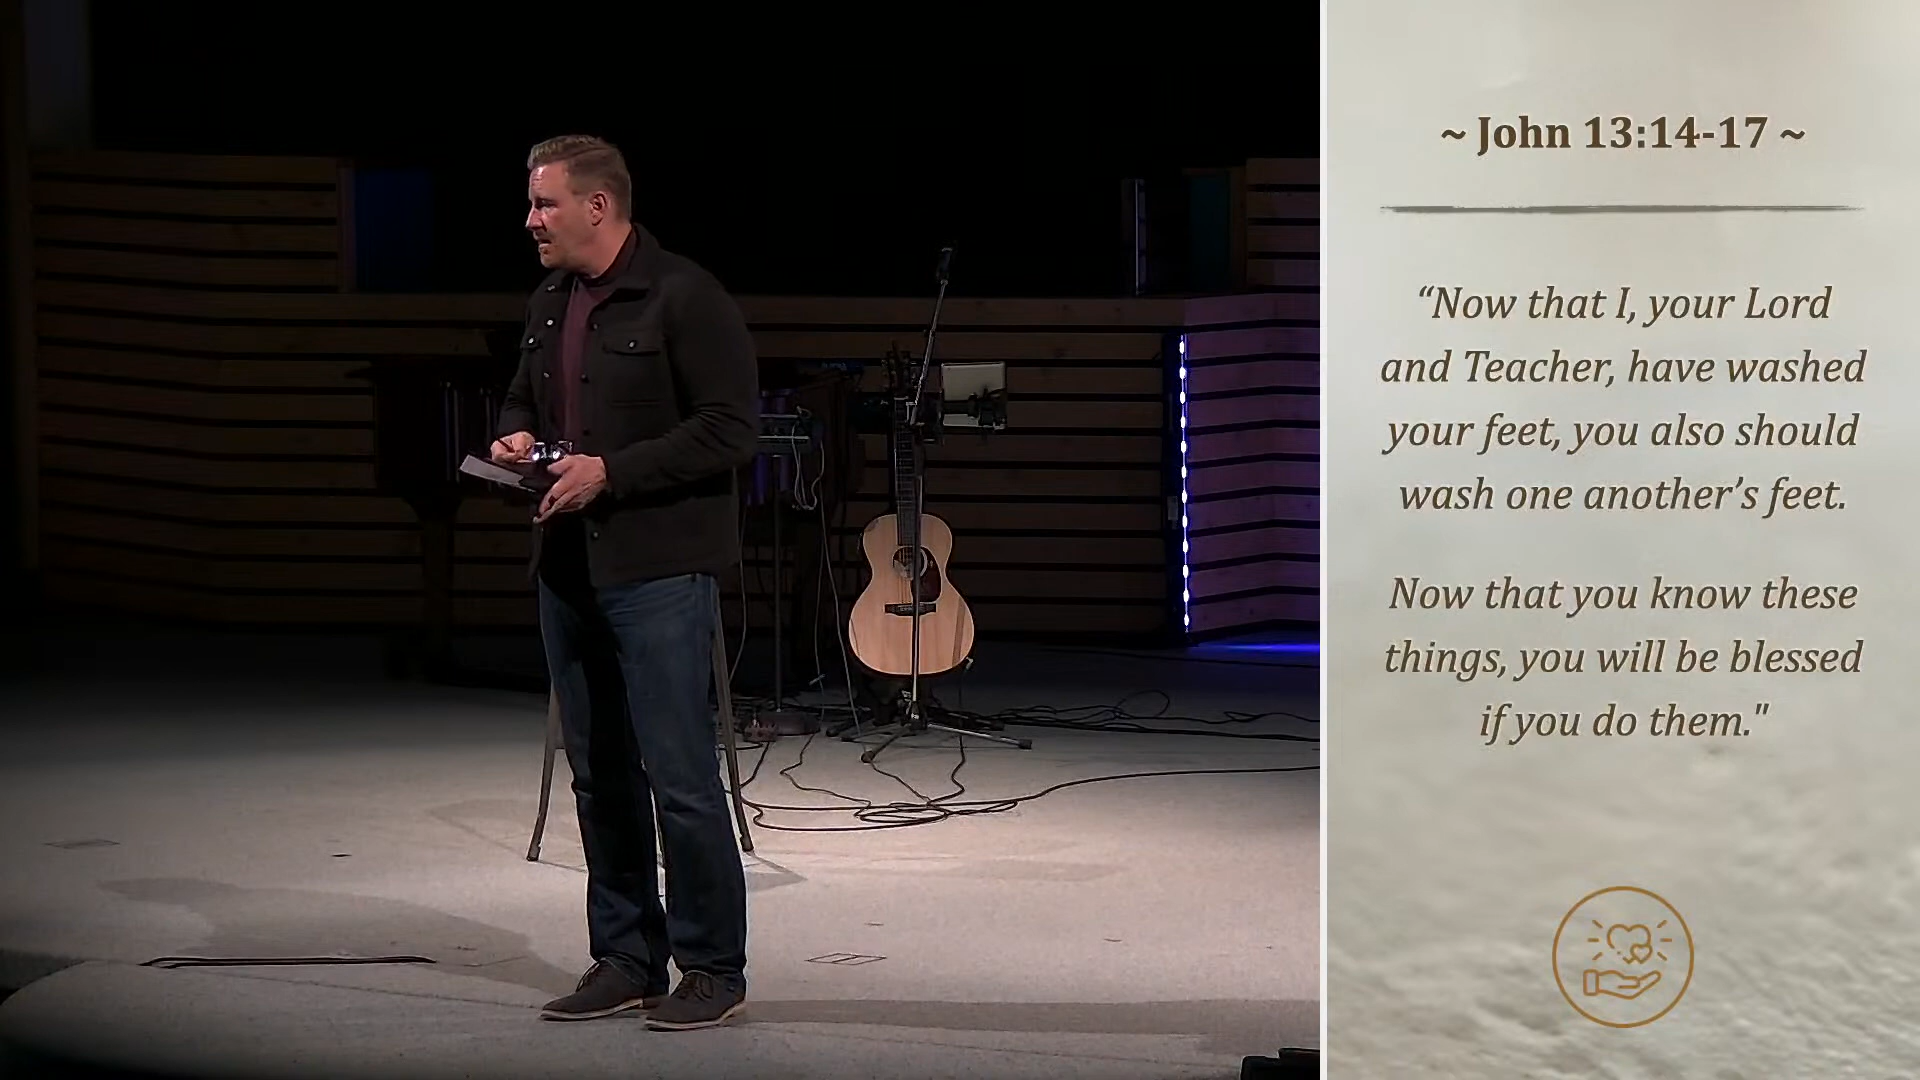 ~ John 13:14-17 ~
“Now that I, your Lord
and Teacher, have washed
your feet, you also should
wash one another’s feet.
Now that you know these
things, you will be blessed
if you do them."